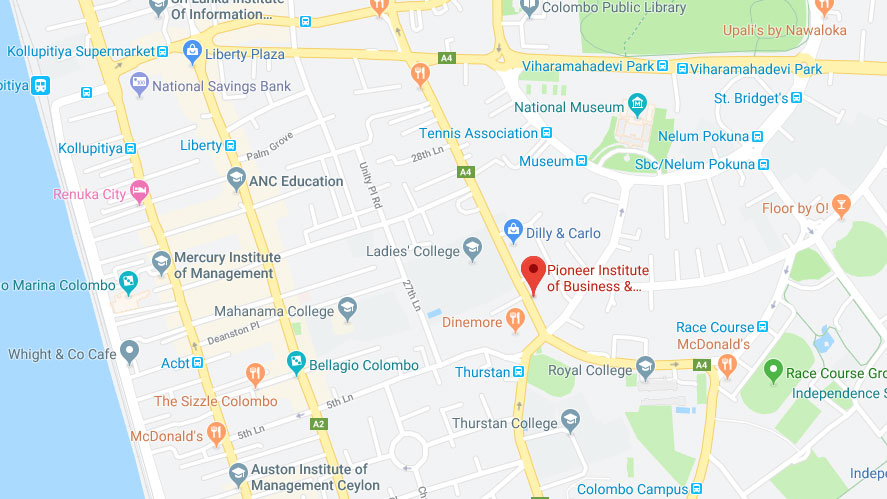 Sri Lanka Institute
Of Information...
Colombo Public Library
Upali's by Nawaloka
Kollupitiya Supermarket
Liberty Plaza
A4
Viharamahadevi Park
Viharamahadevi Park
pitiya
National Savings Bank
National Museum
St. Bridget's
Tennis Association
Nelum Pokuna
Kollupitiya
Liberty
Palm Grove
28th Ln
Museum
Sbc/Nelum Pokuna
Unity Pl Rd
A4
ANC Education
Renuka City
Floor by O!
Dilly & Carlo
Ladies' College
Mercury Institute
of Management
Pioneer Institute
of Business &...
o Marina Colombo
27th Ln
Mahanama College
Dinemore
Race Course
Deanston Pl
McDonald's
Whight & Co Cafe
Acbt
Bellagio Colombo
Thurstan
Royal College
A4
Race Course Gro
Independence S
The Sizzle Colombo
5th Ln
A2
Thurstan College
McDonald's
5th Ln
Auston Institute of
Management Ceylon
Indep
Colombo Campus